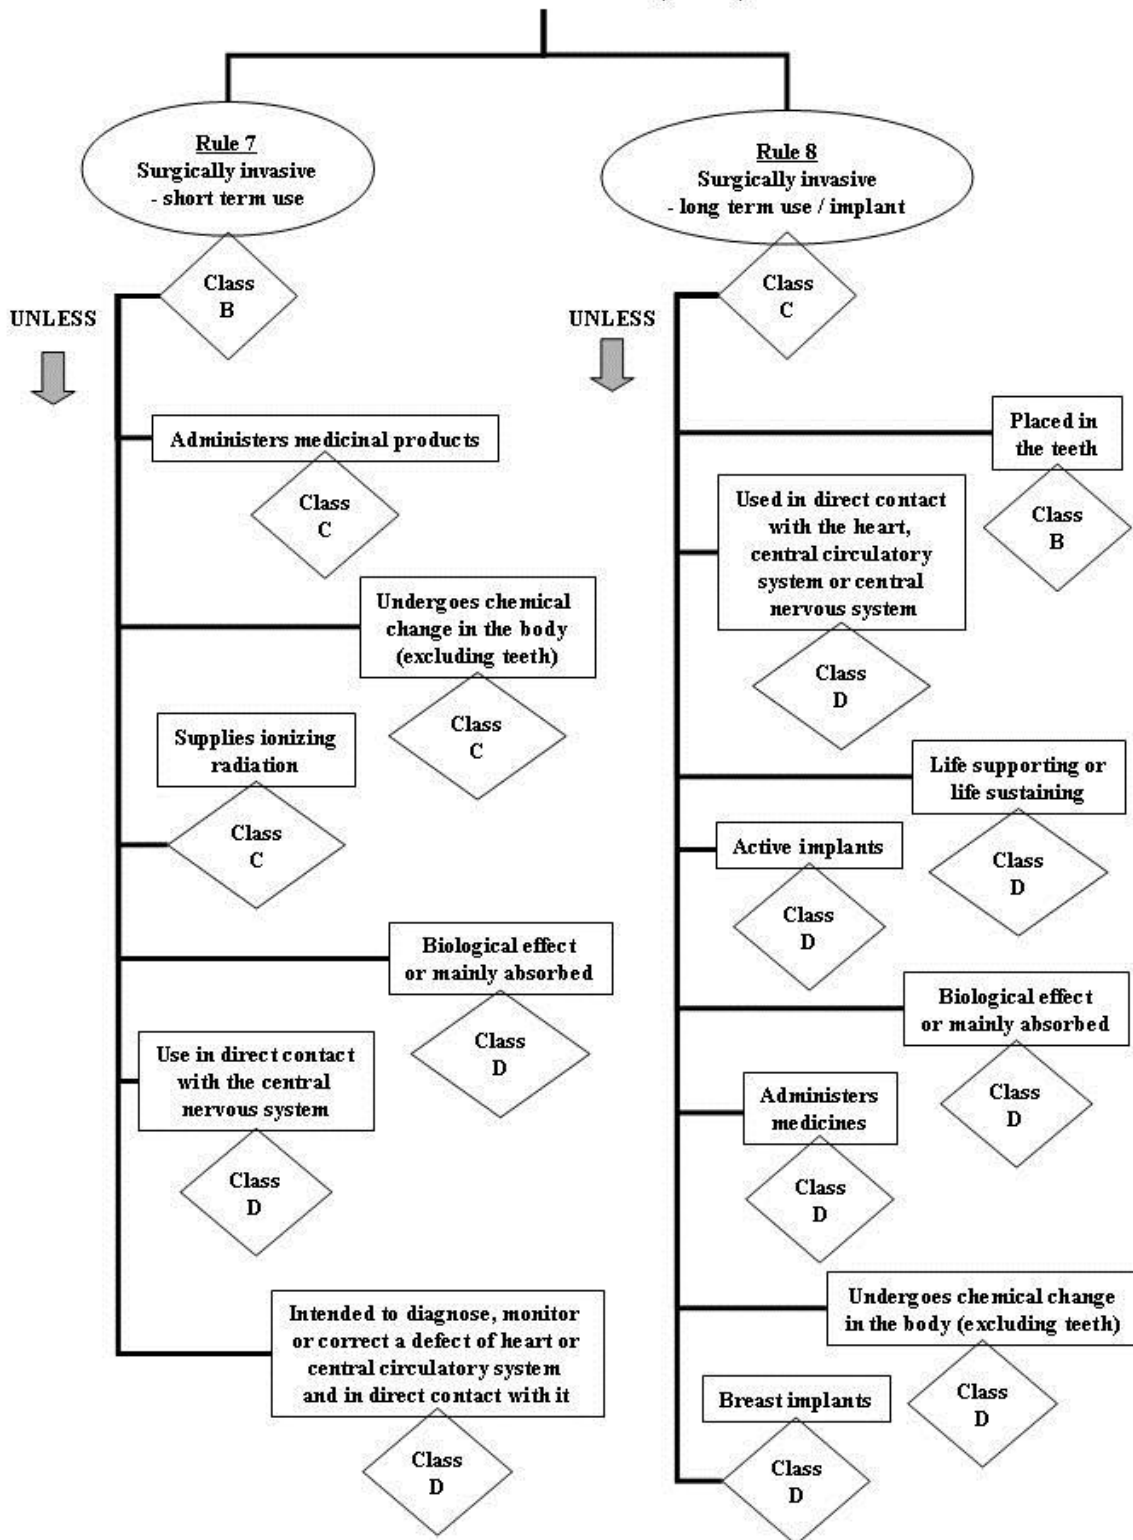 Rule 7
Surgically invasive
- short term use
Class
B
UNLESS
Administers medicinal products
Class
C
Undergoes chemical
change in the body
(excluding teeth)
Class
C
Supplies ionizing
radiation
Class
C
Biological effect
or mainly absorbed
Class
D
Use in direct contact
with the central
nervous system
Class
D
Intended to diagnose, monitor
or correct a defect of heart or
central circulatory system
and in direct contact with it
Class
D
Rule 8
Surgically invasive
- long term use / implant
Class
C
UNLESS
Placed in
the teeth
Class
B
Used in direct contact
with the heart,
central circulatory
system or central
nervous system
Class
D
Life supporting or
life sustaining
Class
D
Active implants
Class
D
Biological effect
or mainly absorbed
Class
D
Administers
medicines
Class
D
Undergoes chemical change
in the body (excluding teeth)
Class
D
Breast implants
Class
D